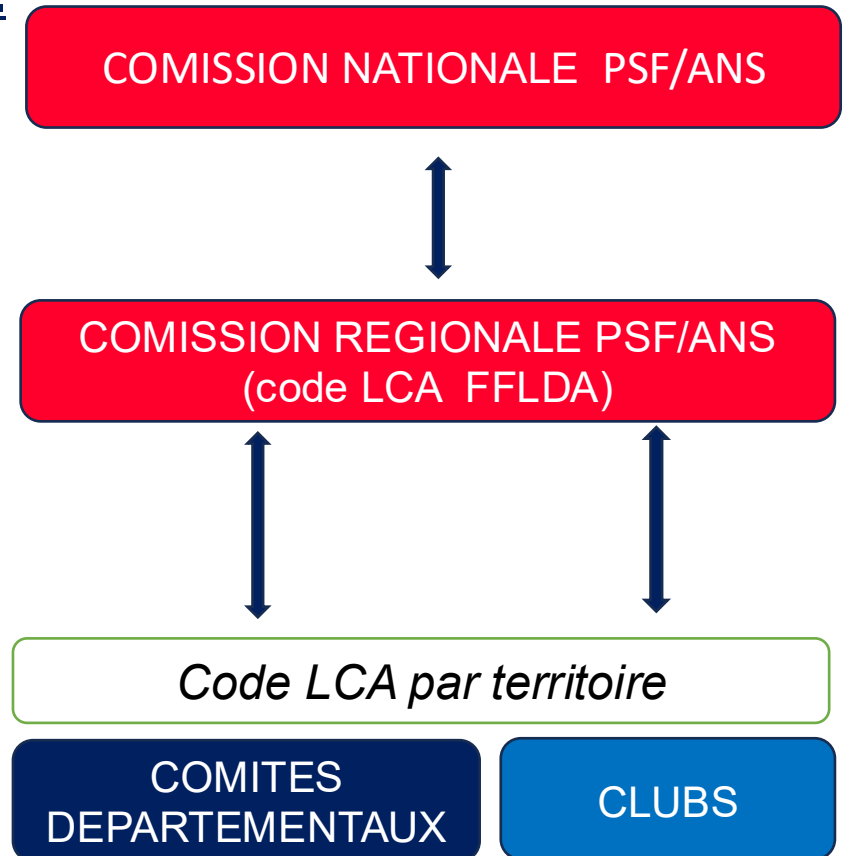 COMISSION NATIONALE PSF/ANS
COMISSION REGIONALE PSF/ANS
(code LCA FFLDA)
Code LCA par territoire
COMITES
DEPARTEMENTAUX
CLUBS